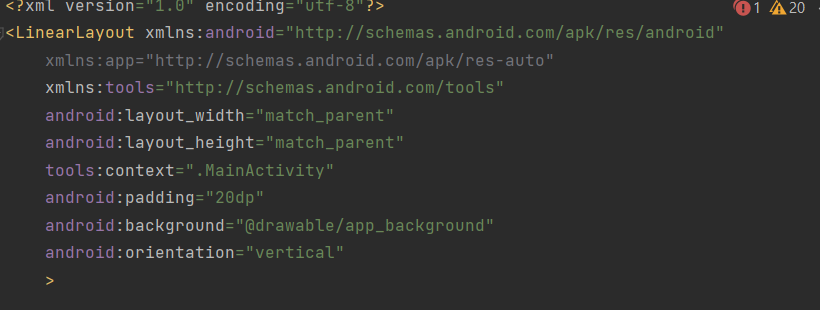 <?xml version="1.0" encoding="utf-8"?>
1 20
<LinearLayout xmlns:android="http://schemas.android.com/apk/res/android"
xmlns:app="http://schemas.android.com/apk/res-auto"
xmlns:tools="http://schemas.android.com/tools"
android:layout_width="match_parent"
android:layout_height="match_parent"
tools:context=".MainActivity"
android:padding="20dp"
android:background="@drawable/app_background"
android:orientation="vertical"
>